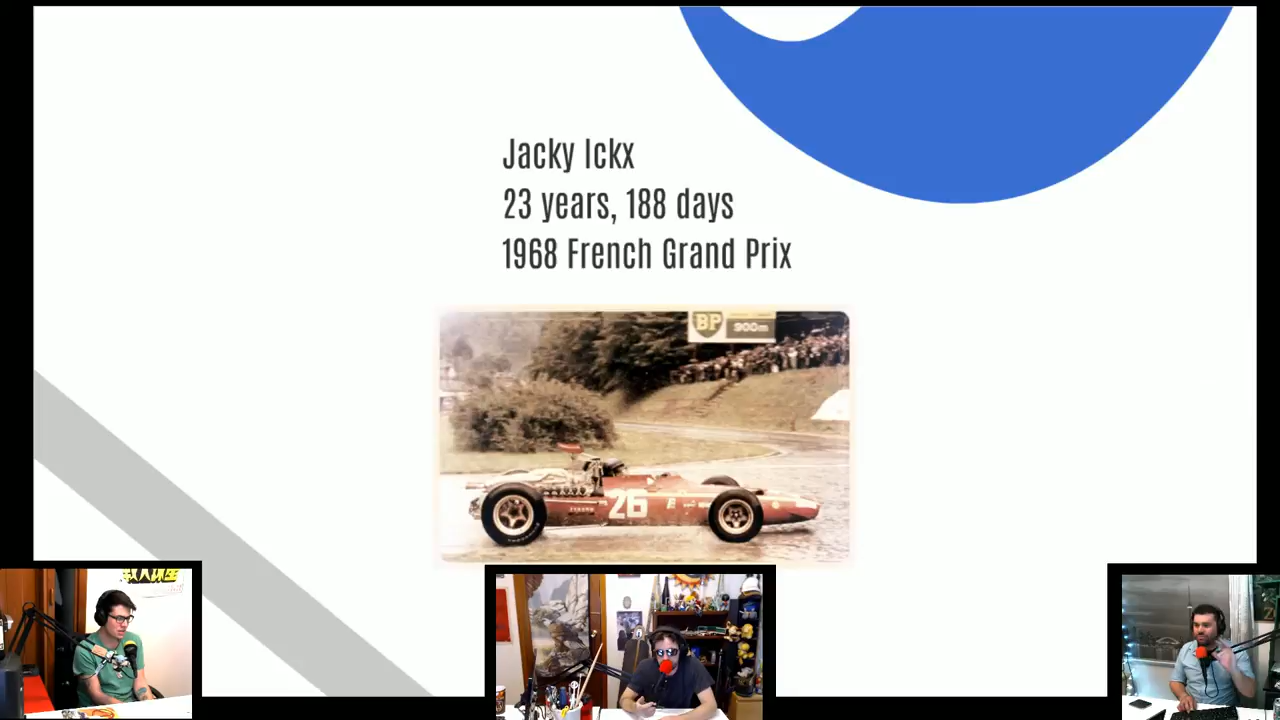 Jacky Ickx
23 years, 188 days
1968 French Grand Prix
BP
900m
26